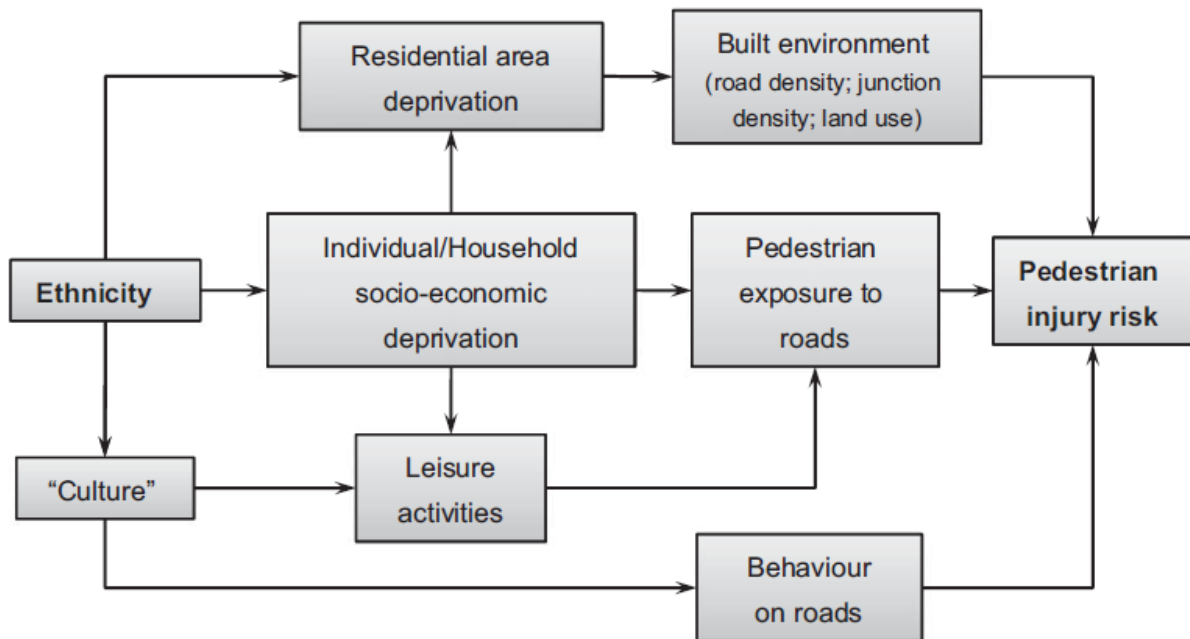 Residential area
deprivation
Built environment
(road density; junction
density; land use)
Ethnicity
Individual/Household
socio-economic
deprivation
Pedestrian
exposure to
roads
Pedestrian
injury risk
“Culture”
Leisure
activities
Behaviour
on roads